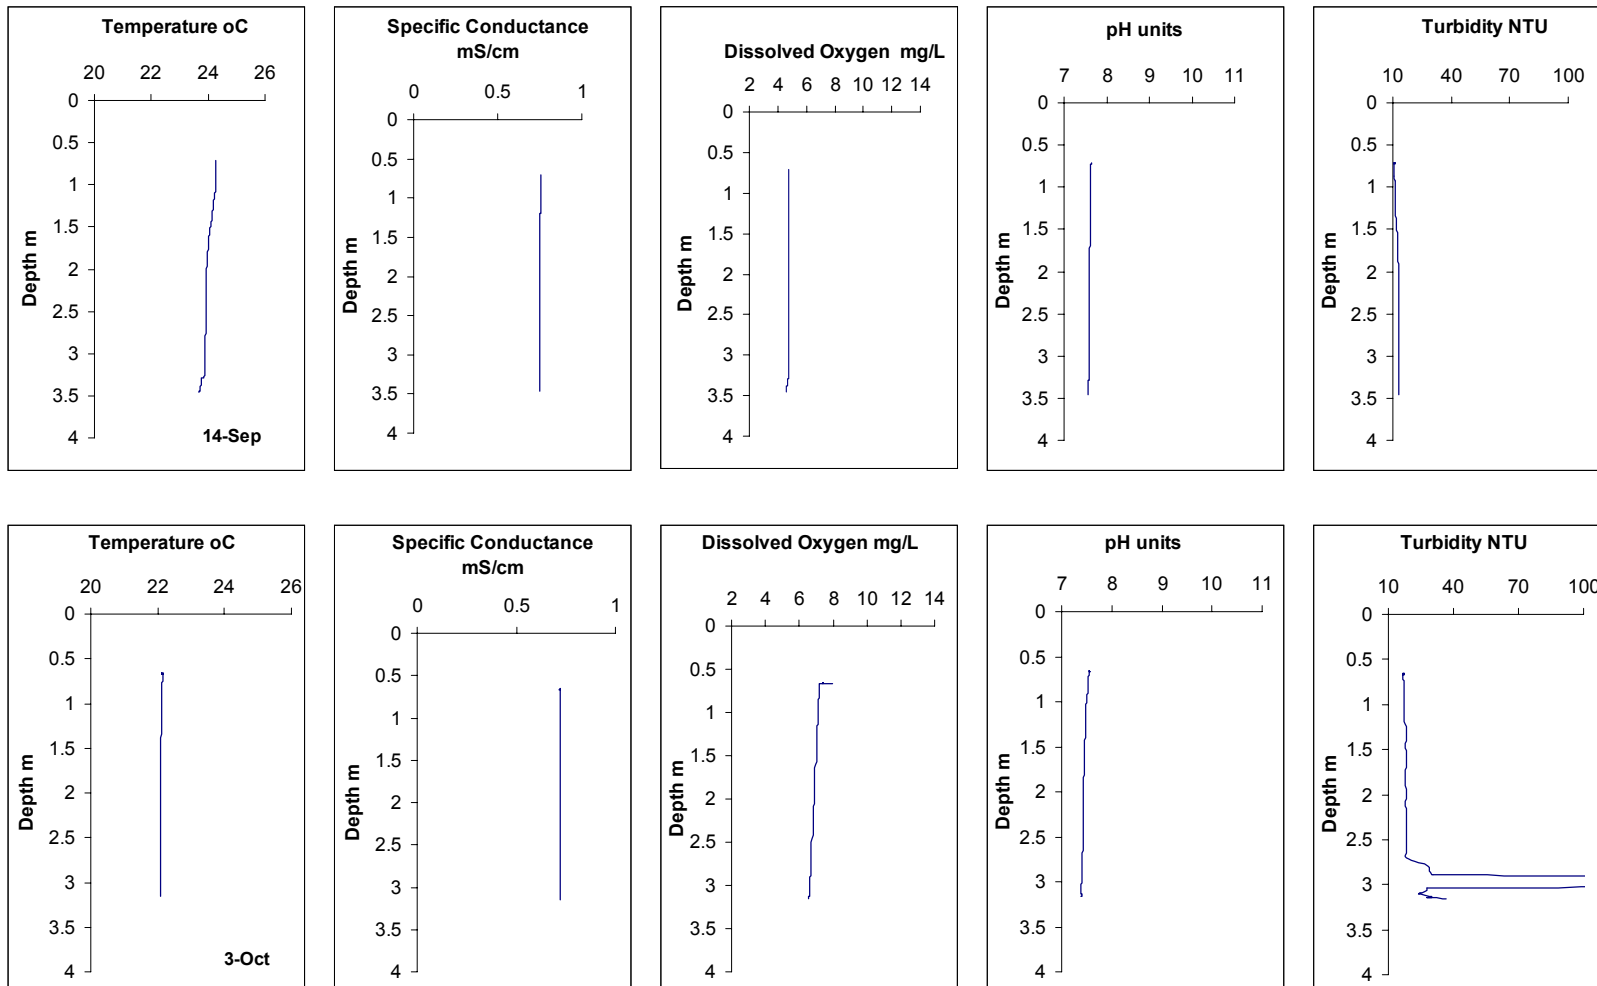 Temperature oC
20 22 24 26
0
0.5
1
1.5
2
2.5
3
3.5
4
Depth m
14-Sep
Specific Conductance
mS/cm
0 0.5 1
0
0.5
1
1.5
2
2.5
3
3.5
4
Depth m
Dissolved Oxygen mg/L
2 4 6 8 10 12 14
0
0.5
1
1.5
2
2.5
3
3.5
4
Depth m
pH units
7 8 9 10 11
0
0.5
1
1.5
2
2.5
3
3.5
4
Depth m
Turbidity NTU
10 40 70 100
0
0.5
1
1.5
2
2.5
3
3.5
4
Depth m
Temperature oC
20 22 24 26
0
0.5
1
1.5
2
2.5
3
3.5
4
Depth m
3-Oct
Specific Conductance
mS/cm
0 0.5 1
0
0.5
1
1.5
2
2.5
3
3.5
4
Depth m
Dissolved Oxygen mg/L
2 4 6 8 10 12 14
0
0.5
1
1.5
2
2.5
3
3.5
4
Depth m
pH units
7 8 9 10 11
0
0.5
1
1.5
2
2.5
3
3.5
4
Depth m
Turbidity NTU
10 40 70 100
0
0.5
1
1.5
2
2.5
3
3.5
4
Depth m